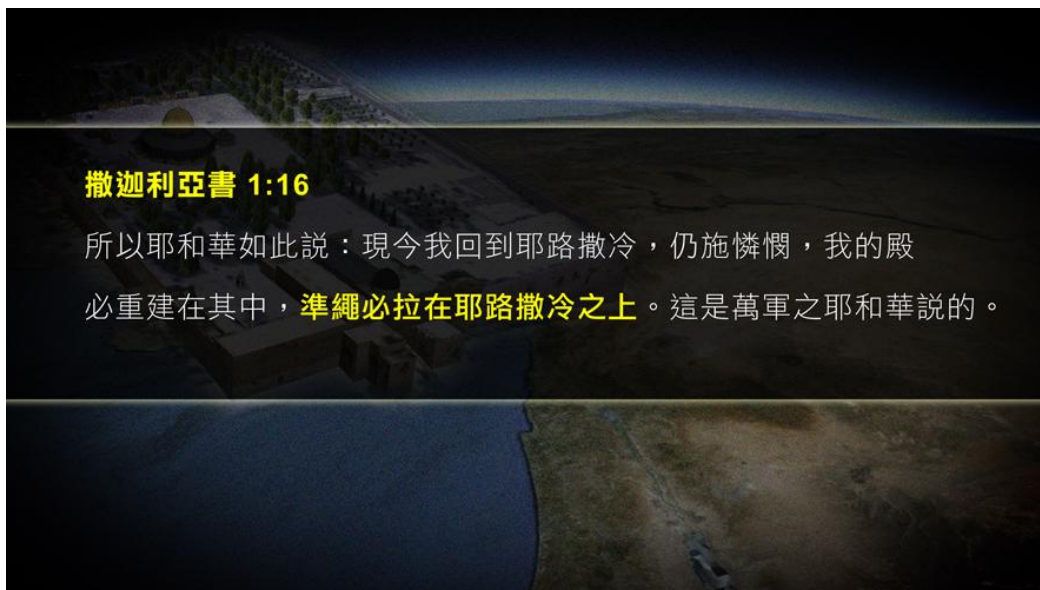 撒迦利亞書 1:16
所以耶和華如此説：現今我回到耶路撒冷，仍施憐憫，我的殿
必重建在其中，準繩必拉在耶路撒冷之上。這是萬軍之耶和華説的。